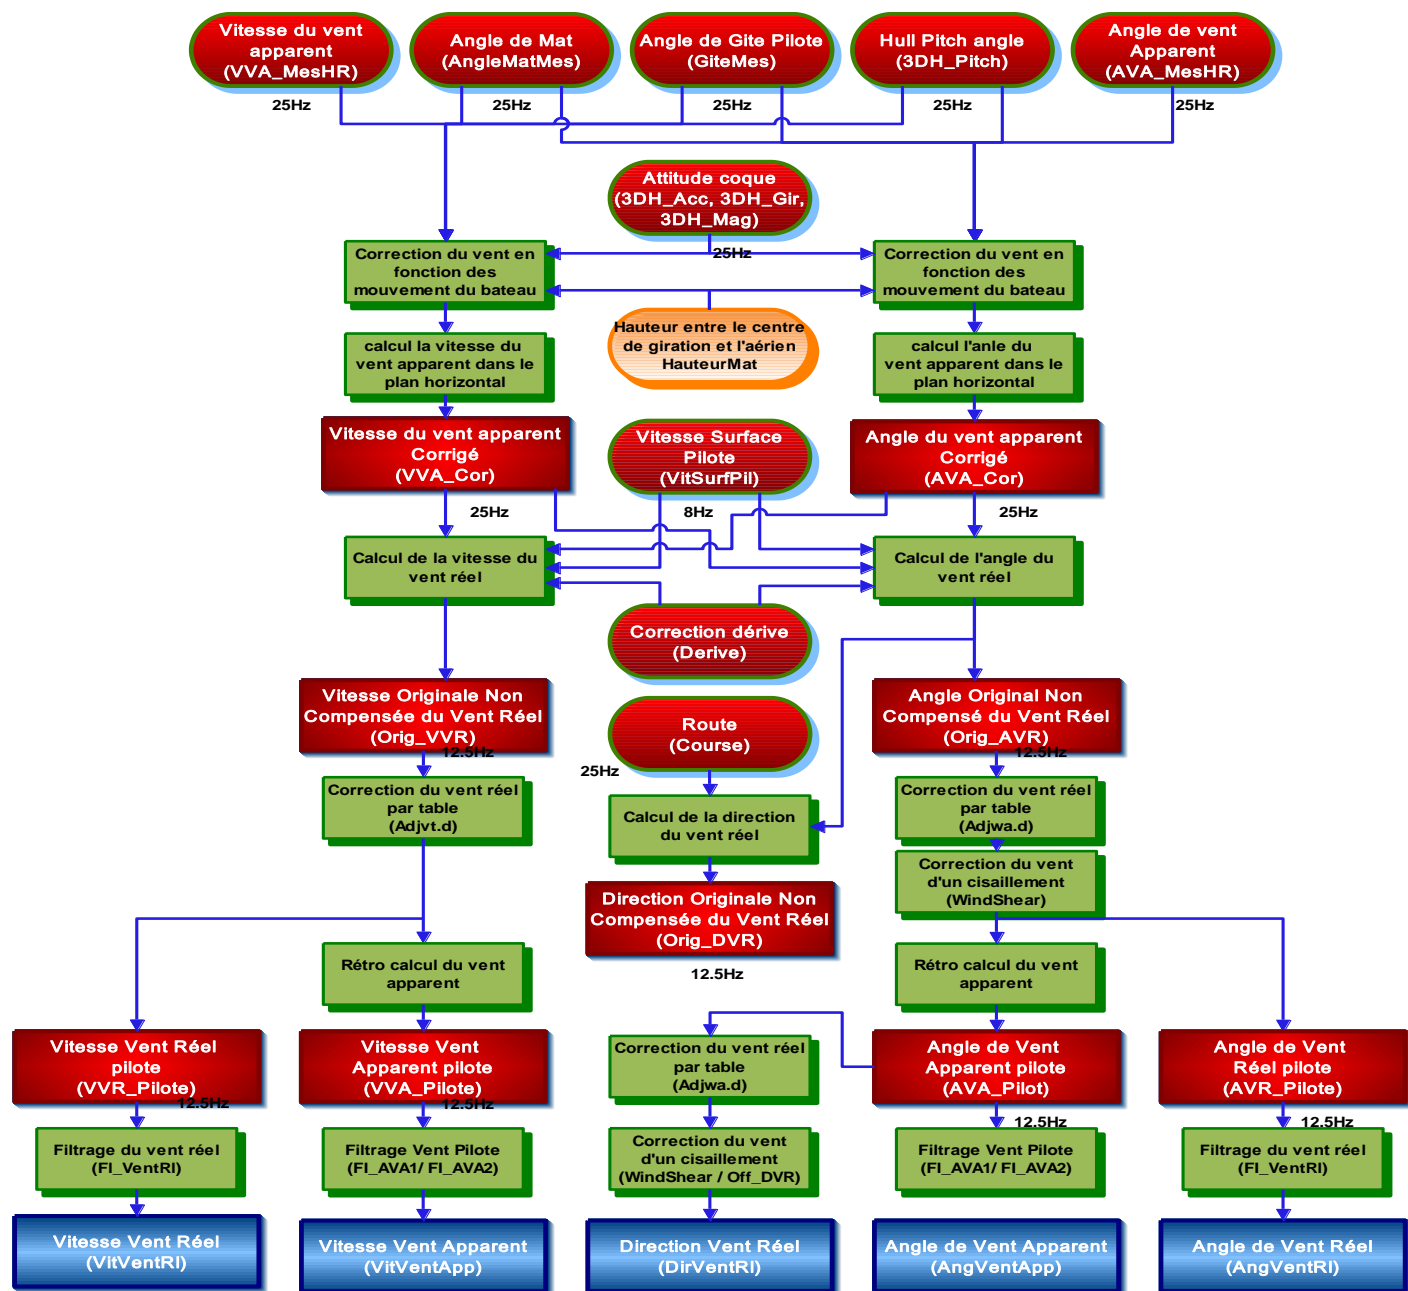 Vitesse du vent
apparent
(VVA_MesHR)
Angle de Mat
(AngleMatMes)
Angle de Gite Pilote
(GiteMes)
Hull Pitch angle
(3DH_Pitch)
Angle de vent
Apparent
(AVA_MesHR)
25Hz
25Hz
25Hz
25Hz
25Hz
Attitude coque
(3DH_Acc, 3DH_Gir,
3DH_Mag)
25Hz
Correction du vent en
fonction des
mouvement du bateau
Correction du vent en
fonction des
mouvement du bateau
Hauteur entre le centre
de giration et l'aérien
HauteurMat
calcul la vitesse du
vent apparent dans le
plan horizontal
calcul l'anle du
vent apparent dans le
plan horizontal
Vitesse du vent apparent
Corrigé
(VVA_Cor)
Vitesse Surface
Pilote
(VitSurfPil)
Angle du vent apparent
Corrigé
(AVA_Cor)
25Hz
8Hz
25Hz
Calcul de la vitesse du
vent réel
Calcul de l'angle du
vent réel
Correction dérive
(Derive)
Vitesse Originale Non
Compensée du Vent Réel
(Orig_VVR)
Route
(Course)
Angle Original Non
Compensé du Vent Réel
(Orig_AVR)
12.5Hz
25Hz
12.5Hz
Correction du vent réel
par table
(Adjvt.d)
Calcul de la direction
du vent réel
Correction du vent réel
par table
(Adjwa.d)
Correction du vent
d'un cisaillement
(WindShear)
Direction Originale Non
Compensée du Vent Réel
(Orig_DVR)
12.5Hz
Rétro calcul du vent
apparent
Rétro calcul du vent
apparent
Vitesse Vent Réel
pilote
(VVR_Pilote)
Vitesse Vent
Apparent pilote
(VVA_Pilote)
Correction du vent réel
par table
(Adjwa.d)
Angle de Vent
Apparent pilote
(AVA_Pilot)
Angle de Vent
Réel pilote
(AVR_Pilote)
12.5Hz
12.5Hz
12.5Hz
12.5Hz
Filtrage du vent réel
(FI_VentRl)
Filtrage Vent Pilote
(FI_AVA1/ FI_AVA2)
Correction du vent
d'un cisaillement
(WindShear / Off_DVR)
Filtrage Vent Pilote
(FI_AVA1/ FI_AVA2)
Filtrage du vent réel
(FI_VentRl)
Vitesse Vent Réel
(VitVentRl)
Vitesse Vent Apparent
(VitVentApp)
Direction Vent Réel
(DirVentRl)
Angle de Vent Apparent
(AngVentApp)
Angle de Vent Réel
(AngVentRl)